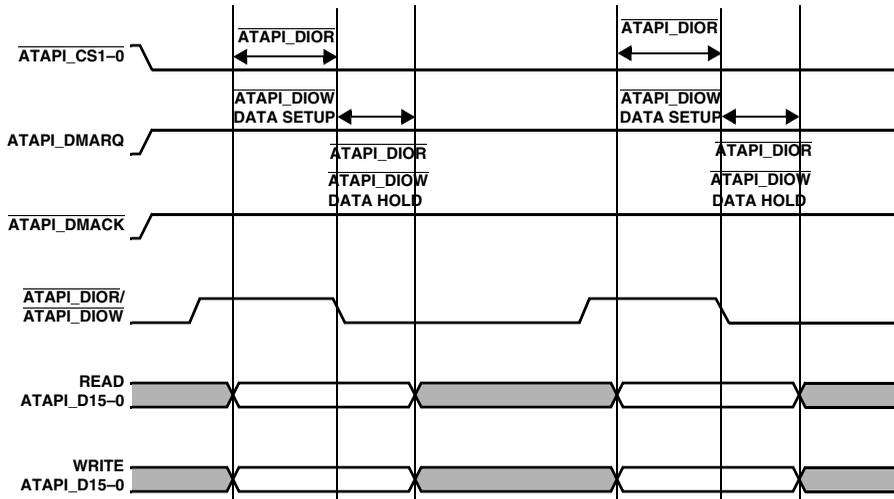 ATAPI_CS1–0
ATAPI_DIOR
ATAPI_DIOR
ATAPI_DIOW
DATA SETUP
ATAPI_DIOW
DATA SETUP
ATAPI_DMARQ
ATAPI_DIOR
ATAPI_DIOW
DATA HOLD
ATAPI_DIOR
ATAPI_DIOW
DATA HOLD
ATAPI_DMACK
ATAPI_DIOR/
ATAPI_DIOW
READ
ATAPI_D15–0
WRITE
ATAPI_D15–0